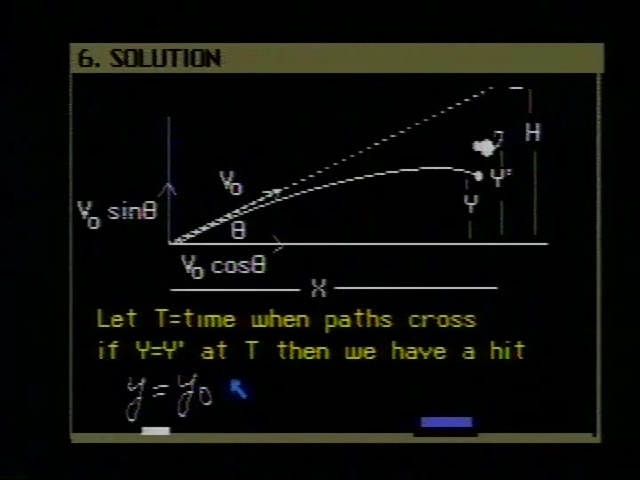 6. SOLUTION
H
V₀
Y'
Y
V₀ sinθ
θ
V₀ cosθ
X
Let T=time when paths cross
if Y=Y' at T then we have a hit
y = y₀